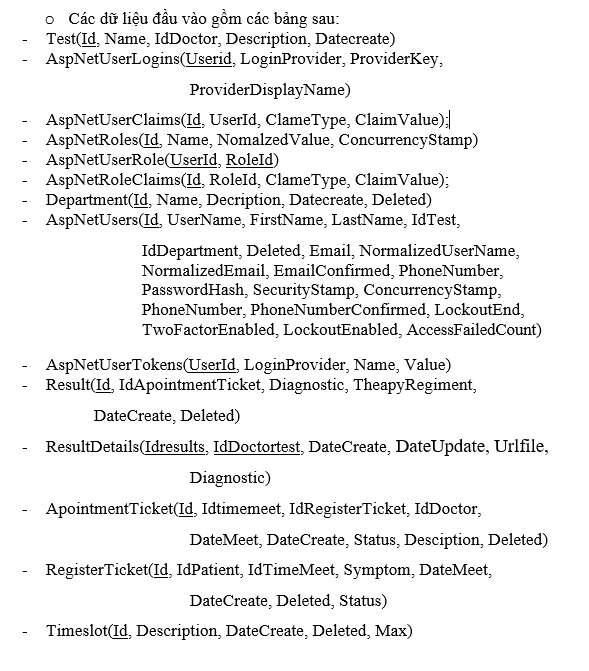 o Các dữ liệu đầu vào gồm các bảng sau:
- Test(Id, Name, IdDoctor, Description, Datecreate)
- AspNetUserLogins(Userid, LoginProvider, ProviderKey,
ProviderDisplayName)
- AspNetUserClaims(Id, UserId, ClameType, ClaimValue);
- AspNetRoles(Id, Name, NomalzedValue, ConcurrencyStamp)
- AspNetUserRole(UserId, RoleId)
- AspNetRoleClaims(Id, RoleId, ClameType, ClaimValue);
- Department(Id, Name, Decription, Datecreate, Deleted)
- AspNetUsers(Id, UserName, FirstName, LastName, IdTest,
IdDepartment, Deleted, Email, NormalizedUserName,
NormalizedEmail, EmailConfirmed, PhoneNumber,
PasswordHash, SecurityStamp, ConcurrencyStamp,
PhoneNumber, PhoneNumberConfirmed, LockoutEnd,
TwoFactorEnabled, LockoutEnabled, AccessFailedCount)
- AspNetUserTokens(UserId, LoginProvider, Name, Value)
- Result(Id, IdApointmentTicket, Diagnostic, TheapyRegiment,
DateCreate, Deleted)
- ResultDetails(Idresults, IdDoctortest, DateCreate, DateUpdate, Urlfile,
Diagnostic)
- ApointmentTicket(Id, Idtimemeet, IdRegisterTicket, IdDoctor,
DateMeet, DateCreate, Status, Desciption, Deleted)
- RegisterTicket(Id, IdPatient, IdTimeMeet, Symptom, DateMeet,
DateCreate, Deleted, Status)
- Timeslot(Id, Description, DateCreate, Deleted, Max)